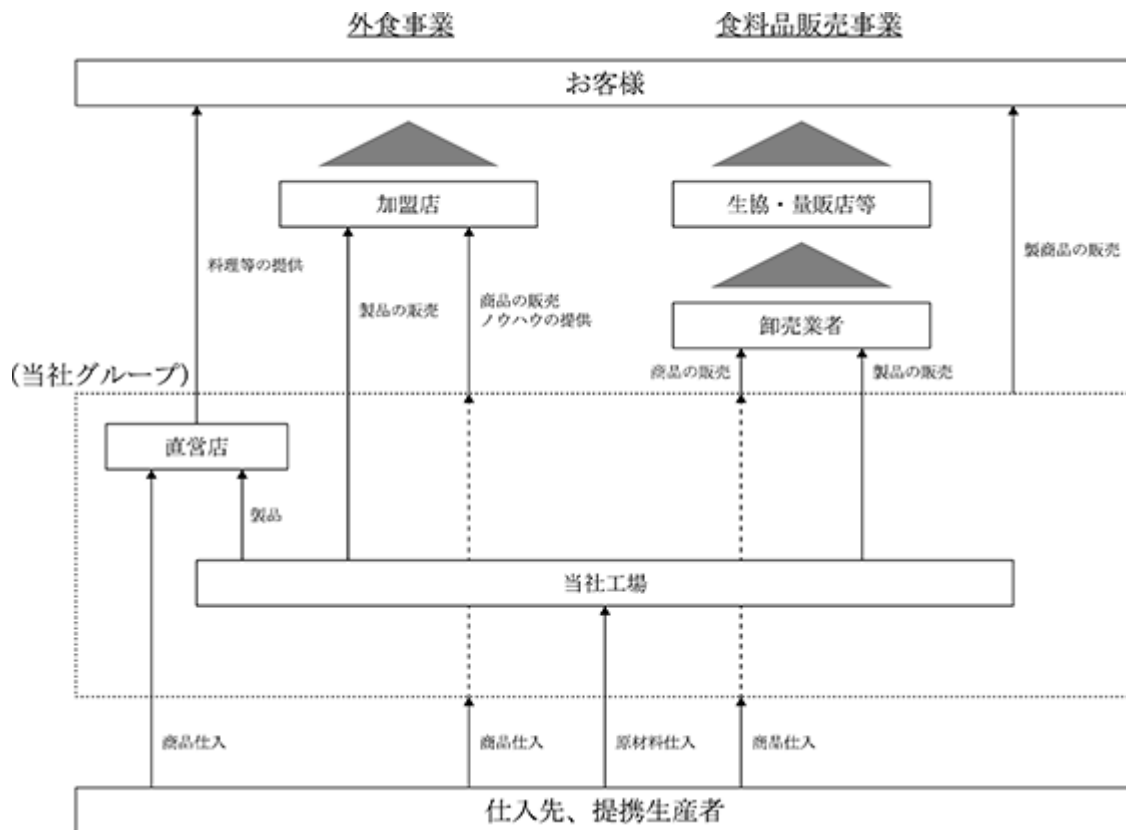 外食事業
食料品販売事業
お客様
加盟店
生協・量販店等
料理等の提供
製商品の販売
製品の販売
商品の販売
ノウハウの提供
卸売業者
(当社グループ)
商品の販売
製品の販売
直営店
製品
当社工場
商品仕入
商品仕入
原材料仕入
商品仕入
仕入先、提携生産者